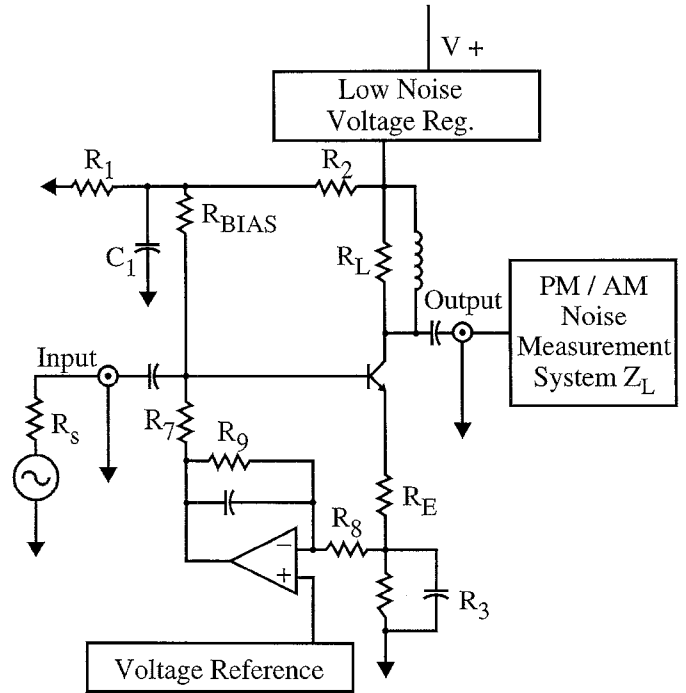 V +
Low Noise
Voltage Reg.
R1
R2
RBIAS
C1
RL
Output
PM / AM
Noise
Measurement
System ZL
Input
Rs
R7
R9
RE
R8
−
+
R3
Voltage Reference